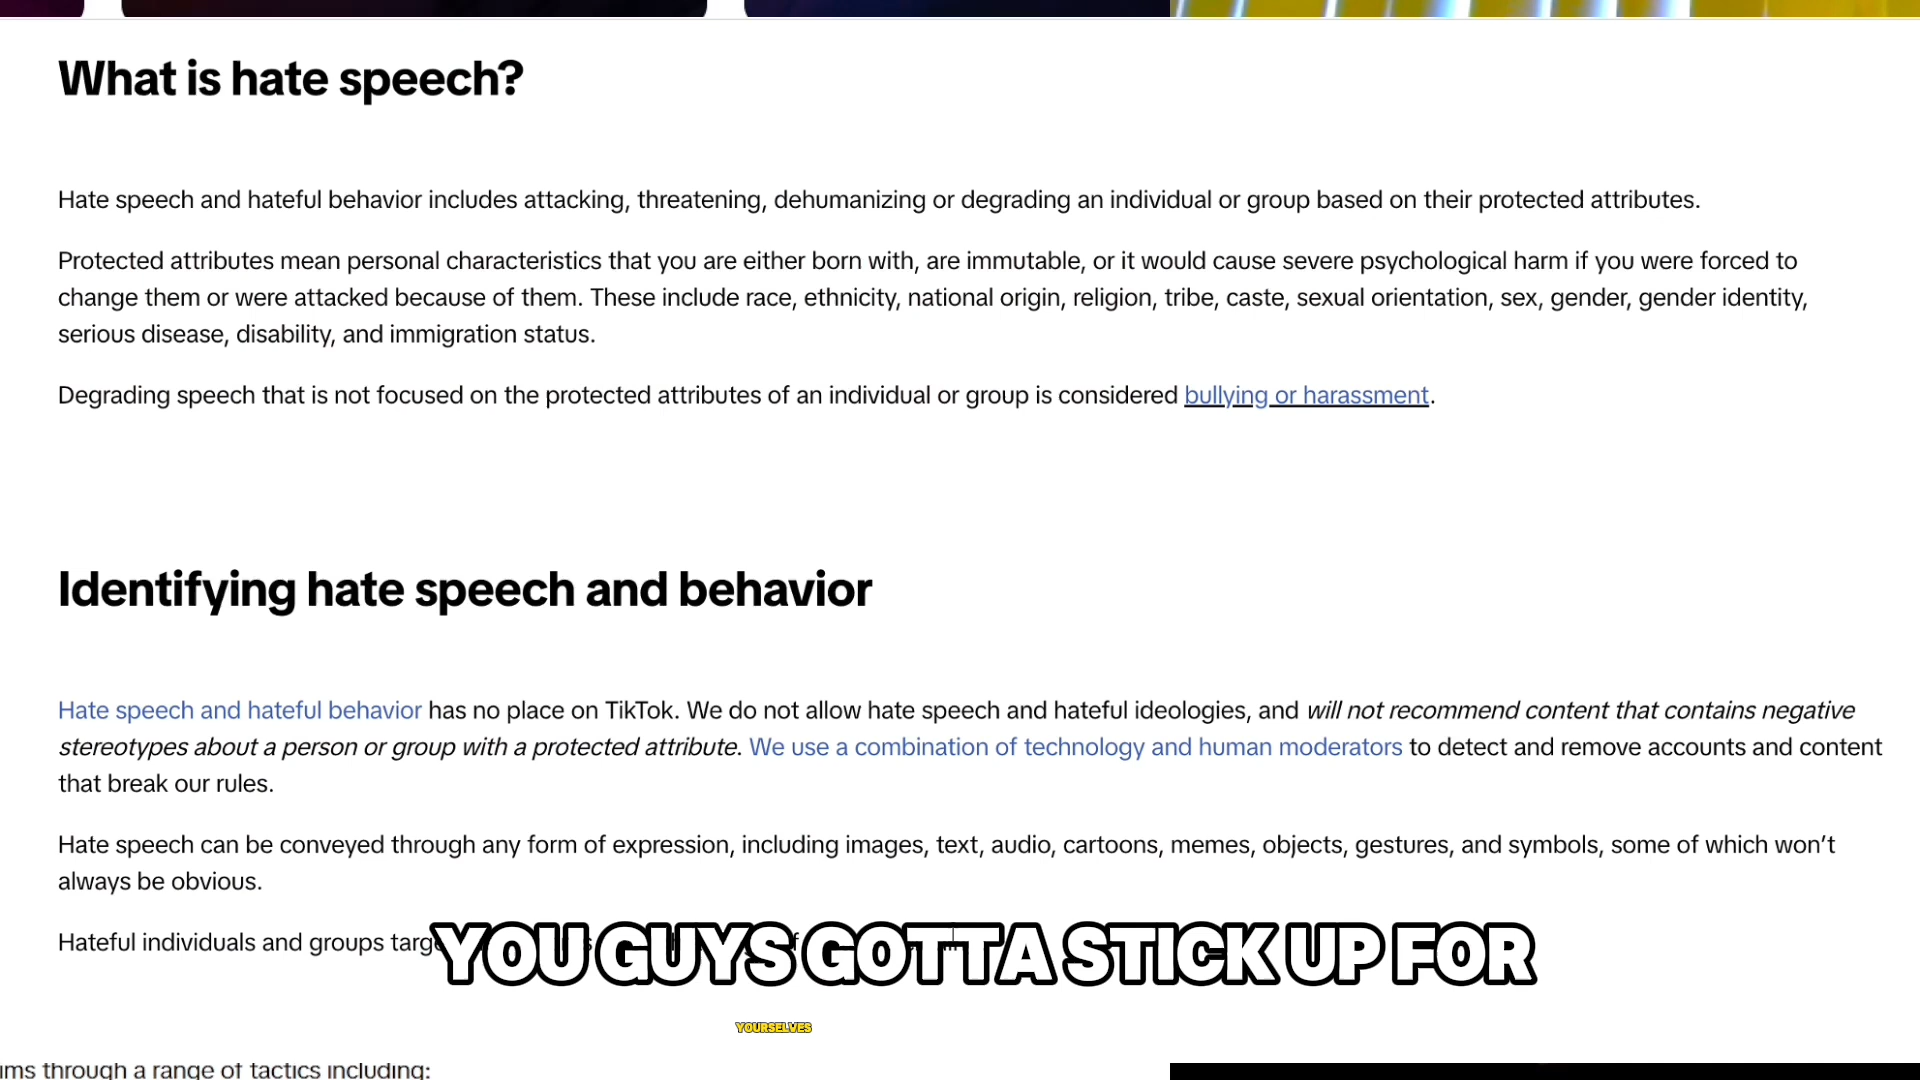 What is hate speech?
Hate speech and hateful behavior includes attacking, threatening, dehumanizing or degrading an individual or group based on their protected attributes.
Protected attributes mean personal characteristics that you are either born with, are immutable, or it would cause severe psychological harm if you were forced to
change them or were attacked because of them. These include race, ethnicity, national origin, religion, tribe, caste, sexual orientation, sex, gender, gender identity,
serious disease, disability, and immigration status.
Degrading speech that is not focused on the protected attributes of an individual or group is considered bullying or harassment.
Identifying hate speech and behavior
Hate speech and hateful behavior has no place on TikTok. We do not allow hate speech and hateful ideologies, and will not recommend content that contains negative
stereotypes about a person or group with a protected attribute. We use a combination of technology and human moderators to detect and remove accounts and content
that break our rules.
Hate speech can be conveyed through any form of expression, including images, text, audio, cartoons, memes, objects, gestures, and symbols, some of which won’t
always be obvious.
Hateful individuals and groups
YOU GUYS GOTTA STICK UP FOR
YOURSELVES
through a range of tactics including: